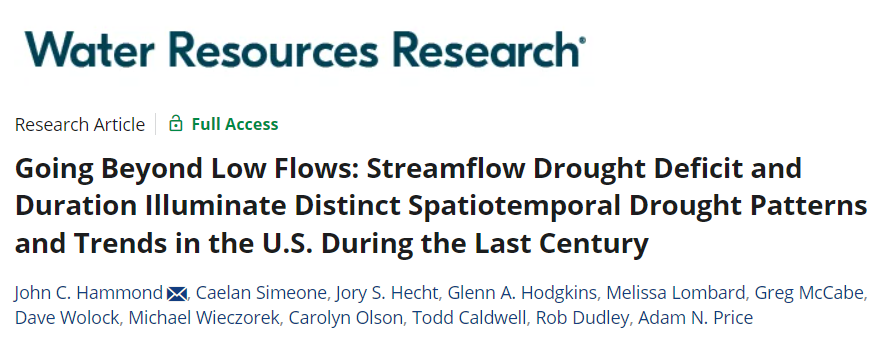 Water Resources Research®
Research Article Full Access
Going Beyond Low Flows: Streamflow Drought Deficit and
Duration Illuminate Distinct Spatiotemporal Drought Patterns
and Trends in the U.S. During the Last Century
John C. Hammond, Caelan Simeone, Jory S. Hecht, Glenn A. Hodgkins, Melissa Lombard, Greg McCabe,
Dave Wolock, Michael Wieczorek, Carolyn Olson, Todd Caldwell, Rob Dudley, Adam N. Price